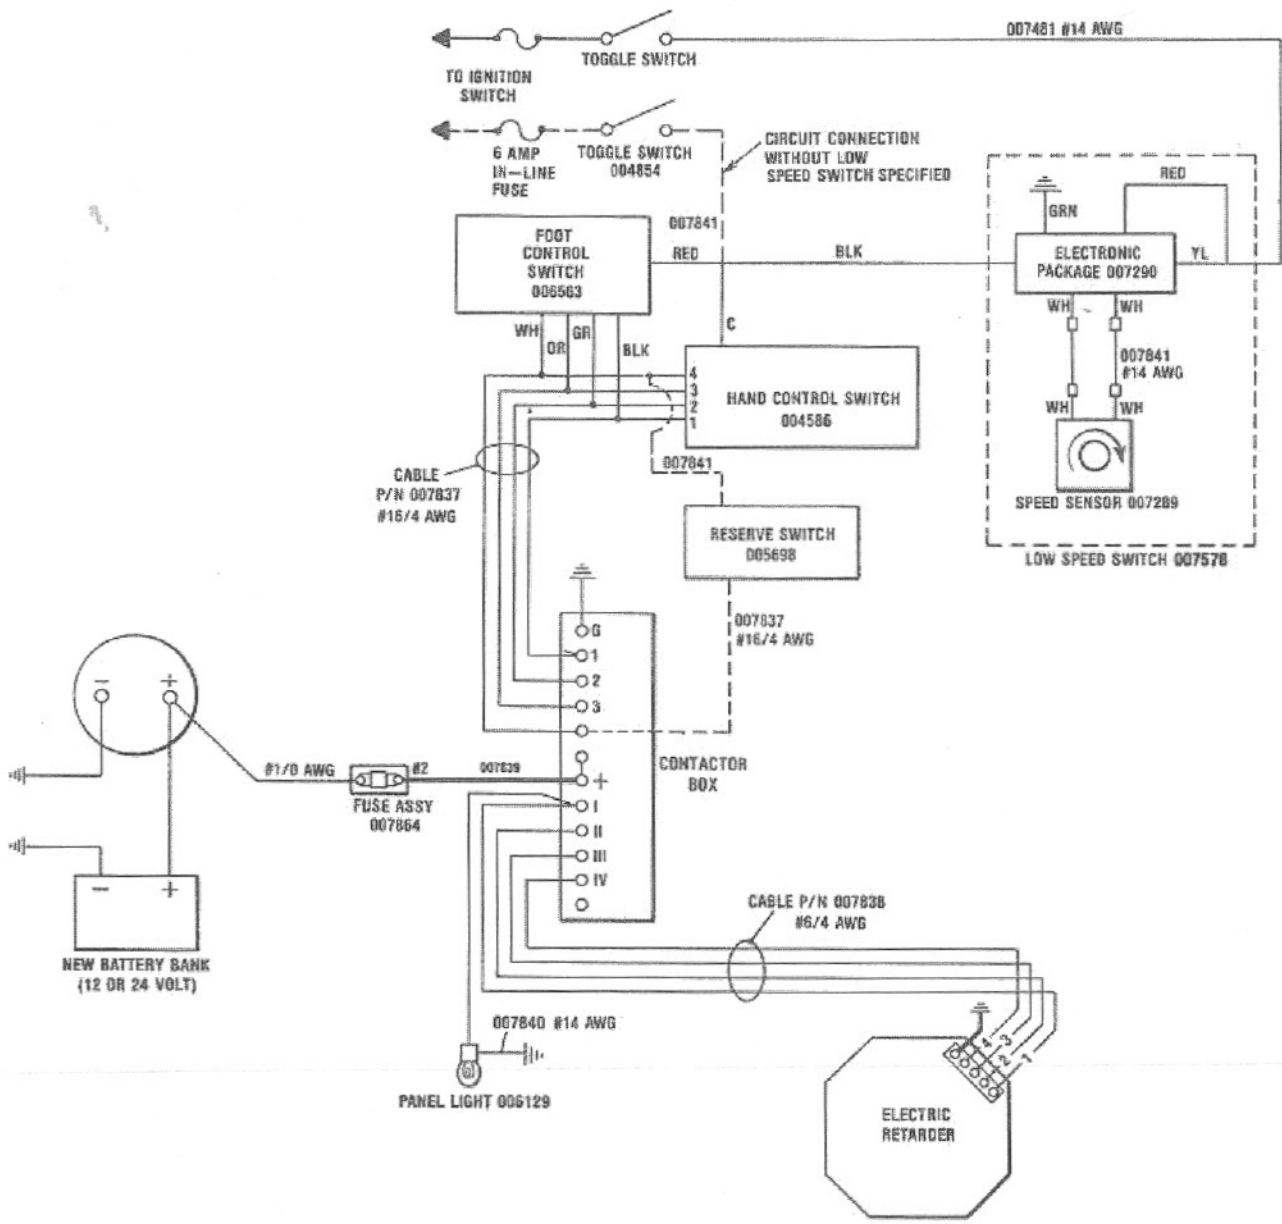 007481 #14 AWG
TOGGLE SWITCH
TO IGNITION
SWITCH
6 AMP
IN-LINE
FUSE
TOGGLE SWITCH
004854
CIRCUIT CONNECTION
WITHOUT LOW
SPEED SWITCH SPECIFIED
RED
GRN
ELECTRONIC
PACKAGE 007290
YL
WH
WH
007841
#14 AWG
WH
WH
SPEED SENSOR 007289
LOW SPEED SWITCH 007578
FOOT
CONTROL
SWITCH
006563
007841
RED
BLK
WH
OR
GR
BLK
C
4
3
2
1
HAND CONTROL SWITCH
004586
CABLE
P/N 007837
#16/4 AWG
007841
RESERVE SWITCH
005698
007837
#16/4 AWG
G
1
2
3
+
I
II
III
IV
CONTACTOR
BOX
- +
#1/0 AWG
#2
007839
FUSE ASSY
007864
- +
NEW BATTERY BANK
(12 OR 24 VOLT)
CABLE P/N 007838
#6/4 AWG
007840 #14 AWG
PANEL LIGHT 006129
4
3
2
1
ELECTRIC
RETARDER